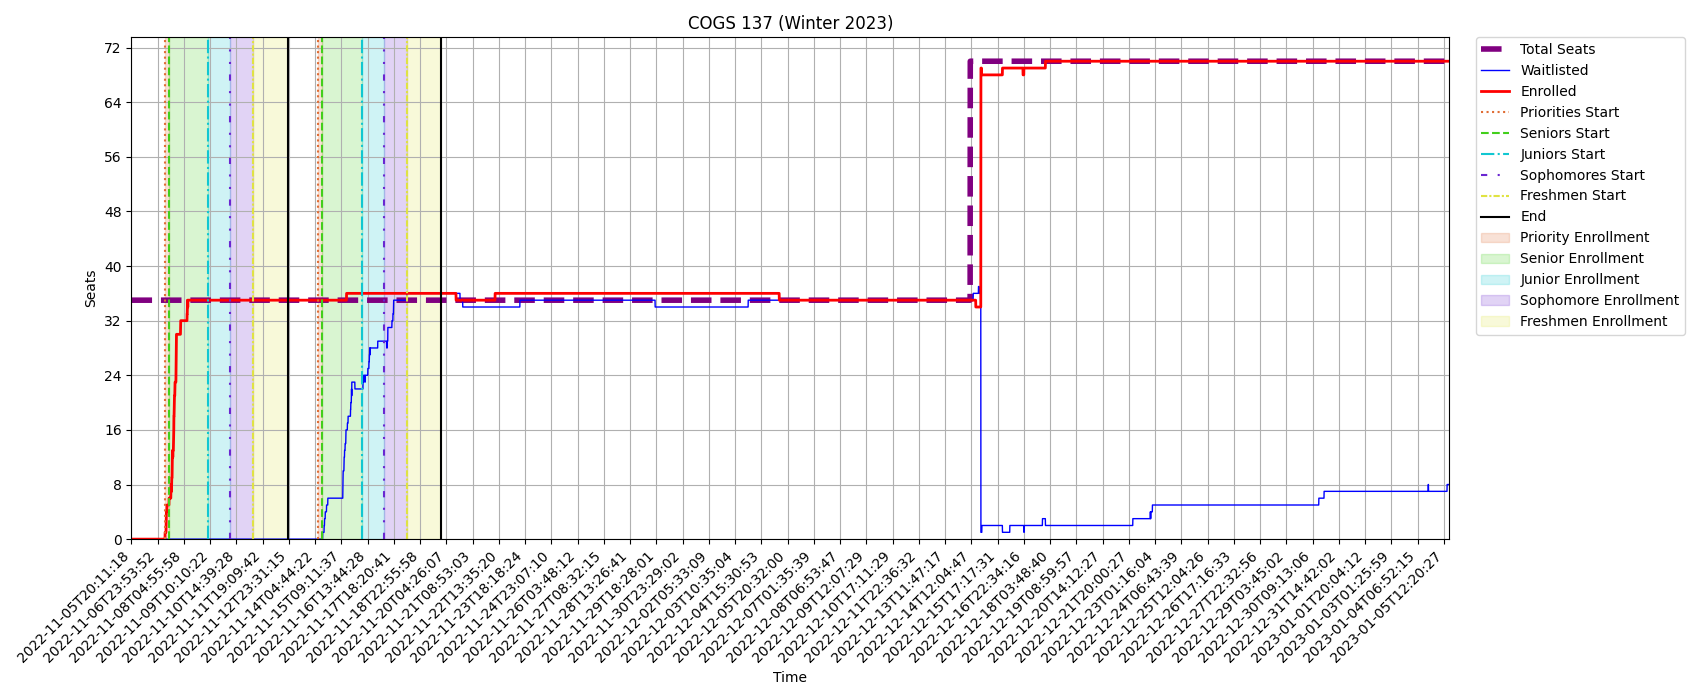 COGS 137 (Winter 2023)
Seats
72
64
56
48
40
32
24
16
8
0
2022-11-05T20:11:18
2022-11-06T23:53:52
2022-11-08T04:55:58
2022-11-09T10:10:22
2022-11-10T14:39:28
2022-11-11T19:09:42
2022-11-12T23:31:15
2022-11-14T04:44:22
2022-11-15T09:11:37
2022-11-16T13:44:28
2022-11-17T18:20:41
2022-11-18T22:55:58
2022-11-20T04:26:07
2022-11-21T08:53:03
2022-11-22T13:35:20
2022-11-23T18:18:24
2022-11-24T23:07:10
2022-11-26T03:48:12
2022-11-27T08:32:15
2022-11-28T13:26:41
2022-11-29T18:28:01
2022-11-30T23:29:02
2022-12-02T05:33:09
2022-12-03T10:35:04
2022-12-04T15:30:53
2022-12-05T20:32:00
2022-12-07T01:35:39
2022-12-08T06:53:47
2022-12-09T12:07:29
2022-12-10T17:11:29
2022-12-11T22:36:32
2022-12-13T11:47:17
2022-12-14T12:04:47
2022-12-15T17:17:31
2022-12-16T22:34:16
2022-12-18T03:48:40
2022-12-19T08:59:57
2022-12-20T14:12:27
2022-12-21T20:00:27
2022-12-23T01:16:04
2022-12-24T06:43:39
2022-12-25T12:04:26
2022-12-26T17:16:33
2022-12-27T22:32:56
2022-12-29T03:45:02
2022-12-30T09:13:06
2022-12-31T14:42:02
2023-01-01T20:04:12
2023-01-03T01:25:59
2023-01-04T06:52:15
2023-01-05T12:20:27
Time
Total Seats
Waitlisted
Enrolled
Priorities Start
Seniors Start
Juniors Start
Sophomores Start
Freshmen Start
End
Priority Enrollment
Senior Enrollment
Junior Enrollment
Sophomore Enrollment
Freshmen Enrollment